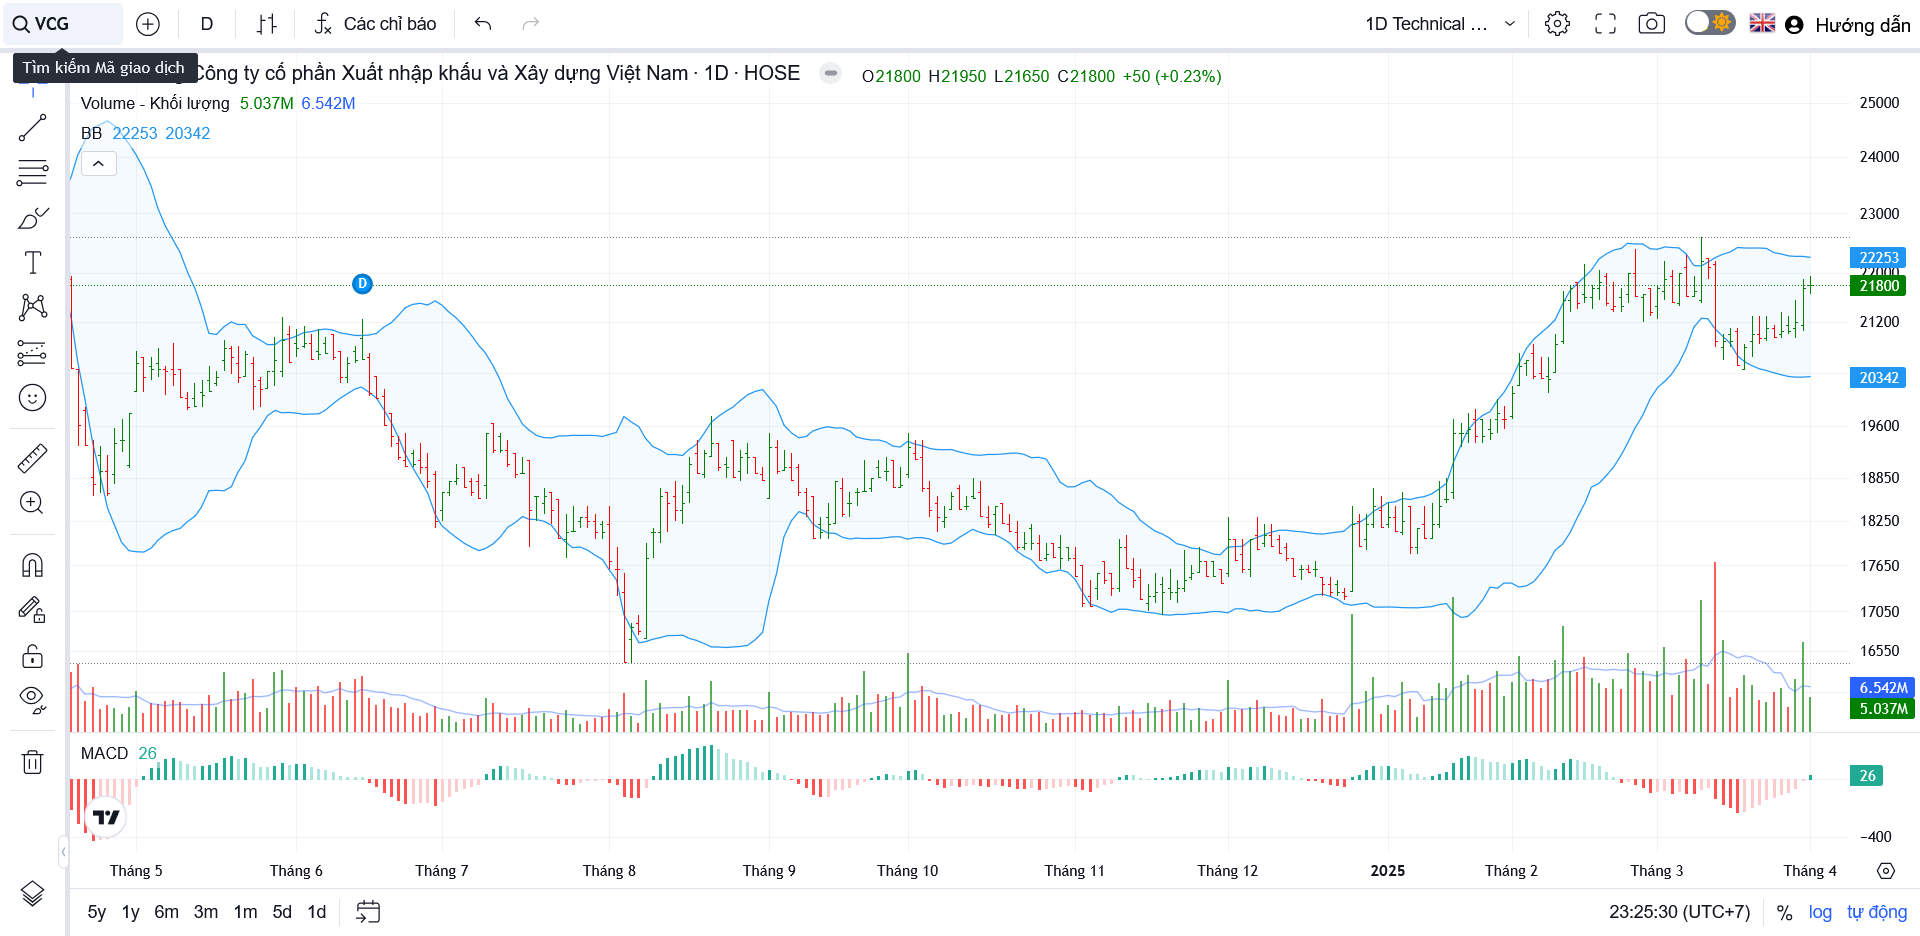 VCG
D
Các chỉ báo
1D Technical ...
Hướng dẫn
Tìm kiếm Mã giao dịch
Công ty cổ phần Xuất nhập khẩu và Xây dựng Việt Nam · 1D · HOSE
O21800 H21950 L21650 C21800 +50 (+0.23%)
Volume - Khối lượng 5.037M 6.542M
BB 22253 20342
D
25000
24000
23000
22253
22000
21800
21200
20342
19600
18850
18250
17650
17050
16550
6.542M
5.037M
MACD 26
26
−400
Tháng 5 Tháng 6 Tháng 7 Tháng 8 Tháng 9 Tháng 10 Tháng 11 Tháng 12 2025 Tháng 2 Tháng 3 Tháng 4
5y 1y 6m 3m 1m 5d 1d
23:25:30 (UTC+7) % log tự động